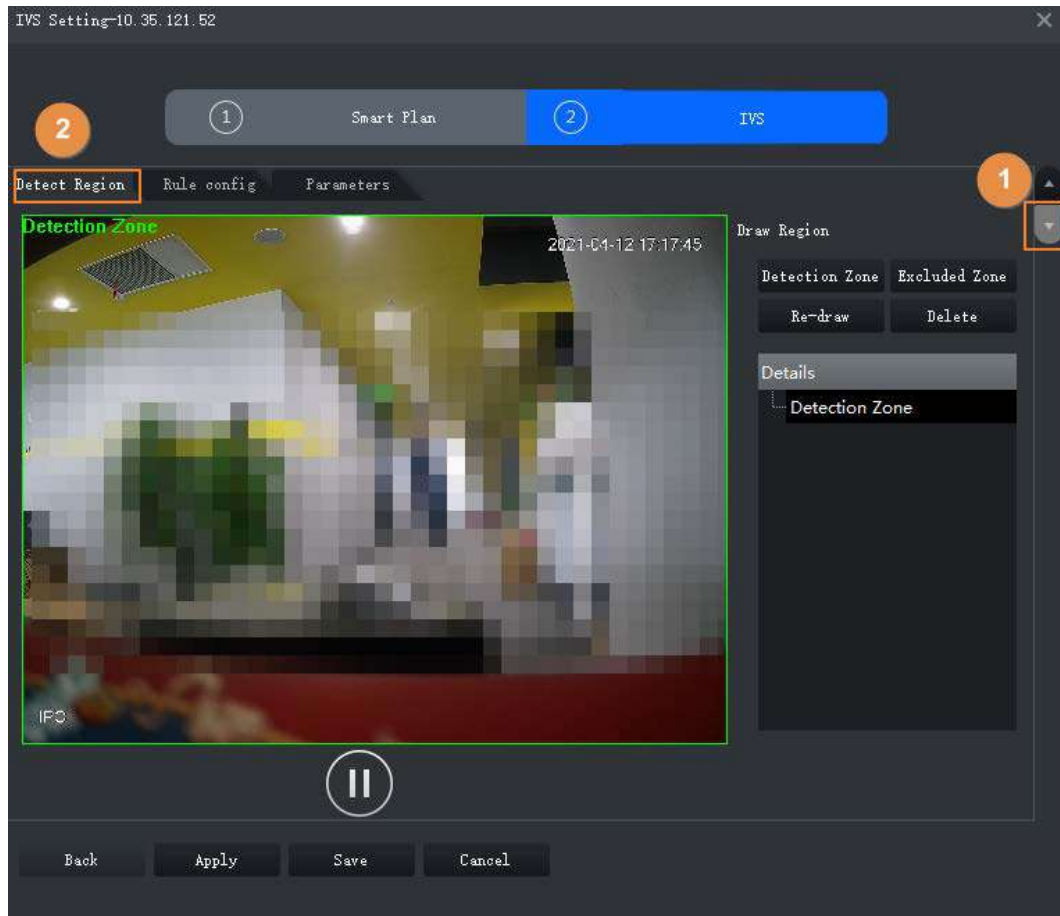 IVS Setting-10.35.121.52
1 Smart Plan 2 IVS
2
Detect Region Rule config Parameters
1
Detection Zone
2021-04-12 17:17:45
Draw Region
Detection Zone Excluded Zone
Re-draw Delete
Details
Detection Zone
IPC
Back Apply Save Cancel